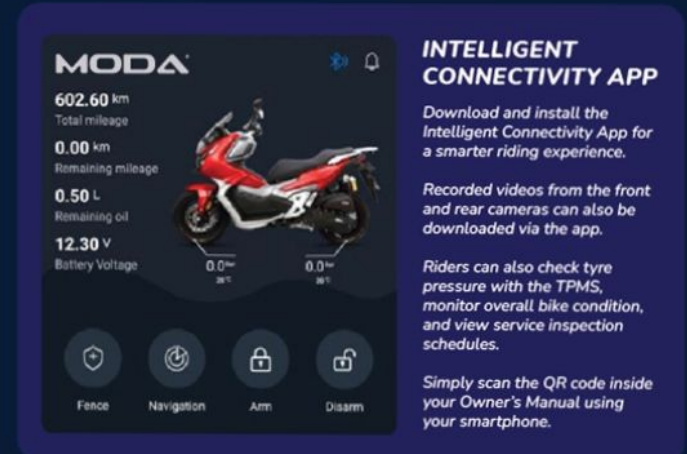 MODA
602.60 km
Total mileage
0.00 km
Remaining mileage
0.50 L
Remaining oil
12.30 V
Battery Voltage
0.0 Bar
0.0 Bar
Fence
Navigation
Arm
Disarm
INTELLIGENT
CONNECTIVITY APP
Download and install the
Intelligent Connectivity App for
a smarter riding experience.
Recorded videos from the front
and rear cameras can also be
downloaded via the app.
Riders can also check tyre
pressure with the TPMS,
monitor overall bike condition,
and view service inspection
schedules.
Simply scan the QR code inside
your Owner's Manual using
your smartphone.